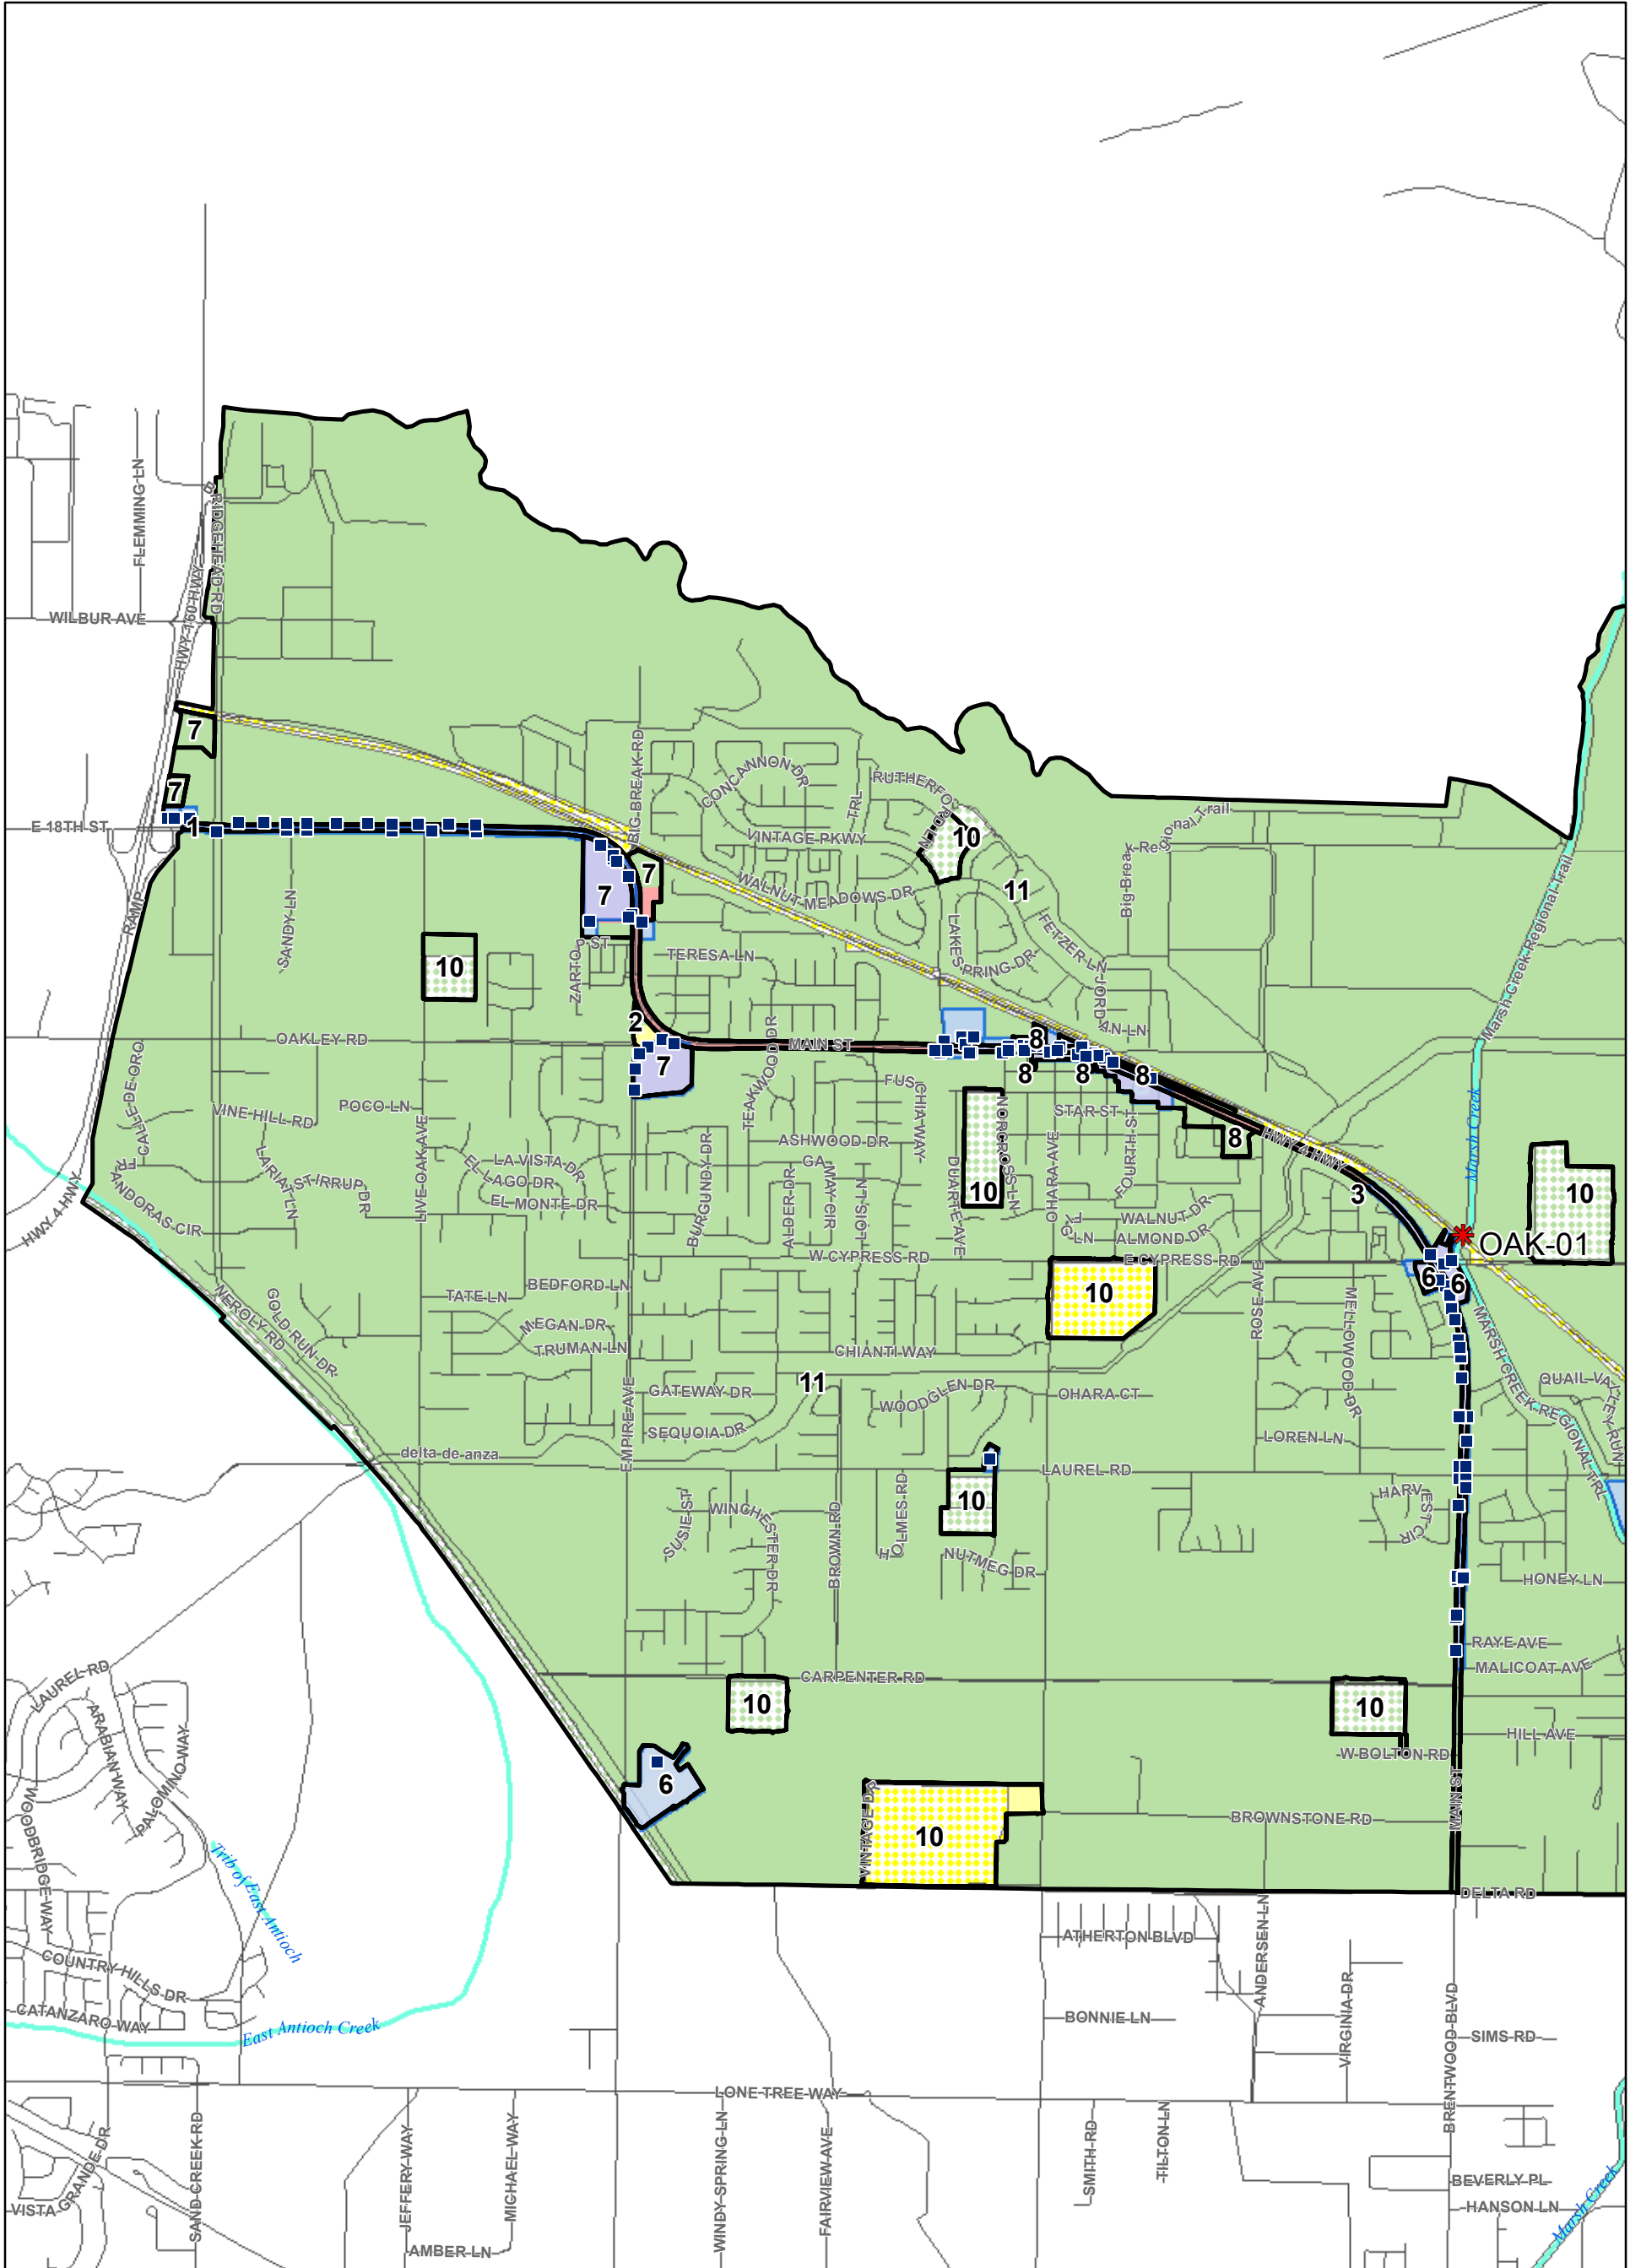 FLEMMING LN
BRIDGEHEAD RD
HWY 160 HWY
WILBUR AVE
7
7
E 18TH ST
1
RAMP
SANDY LN
BIG BREAK RD
CONCANNON DR
RUTHERFO
TRL
VINTAGE PKWY
10
WALNUT MEADOWS DR
11
7
7
ZARTOP ST
TERESA LN
LAKESPRING DR
FETZER LN
JORDAN LN
Big Break Regional Trail
Marsh Creek Regional Trail
10
2
OAKLEY RD
MAIN ST
7
8
8
8
8
8
HWY 4 HWY
3
Marsh Creek
CALLE DE ORO
VINE HILL RD
POCO LN
LIVE OAK AVE
TEAKWOOD DR
FUSCHIA WAY
ASHWOOD DR
GA
MAY CIR
LOIS LN
ALDER DR
BURGUNDY DR
DUARTE AVE
10
NORCROSS LN
STAR ST
OHARA AVE
FOURTH ST
LA VISTA DR
EL LAGO DR
EL MONTE DR
LARIAT LN
STIRRUP DR
FANDORAS CIR
HWY 4 HWY
WALNUT DR
ALMOND DR
W CYPRESS RD
E CYPRESS RD
10
OAK-01
6
6
10
NEROLY RD
GOLD RUN DR
TATE LN
BEDFORD LN
MEGAN DR
TRUMAN LN
CHIANTI WAY
ROSE AVE
MELLOWOOD DR
MARSH CREEK REGIONAL TRL
QUAIL VALLEY RUN
11
GATEWAY DR
SEQUOIA DR
EMPIRE AVE
WOODGLEN DR
OHARA CT
LOREN LN
delta de anza
LAUREL RD
10
HARVEST CIR
SUSIE ST
WINCHESTER DR
BROWN RD
HOLMES RD
NUTMEG DR
HONEY LN
RAYE AVE
MALICOAT AVE
CARPENTER RD
10
10
HILL AVE
W BOLTON RD
6
VINTAGE DR
10
BROWNSTONE RD
MAIN ST
DELTA RD
LAUREL RD
ARABIAN WAY
PALOMINO WAY
WOODBRIDGE WAY
Trib of East Antioch
COUNTRY HILLS DR
CATANZARO WAY
East Antioch Creek
ATHERTON BLVD
ANDERSEN LN
BONNIE LN
VIRGINIA DR
BRENTWOOD BLVD
SIMS RD
LONE TREE WAY
VISTA GRANDE DR
SAND CREEK RD
JEFFERY WAY
MICHAEL WAY
AMBER LN
WINDY SPRING LN
FAIRVIEW AVE
SMITH RD
TILTON LN
BEVERLY PL
HANSON LN
Marsh Creek